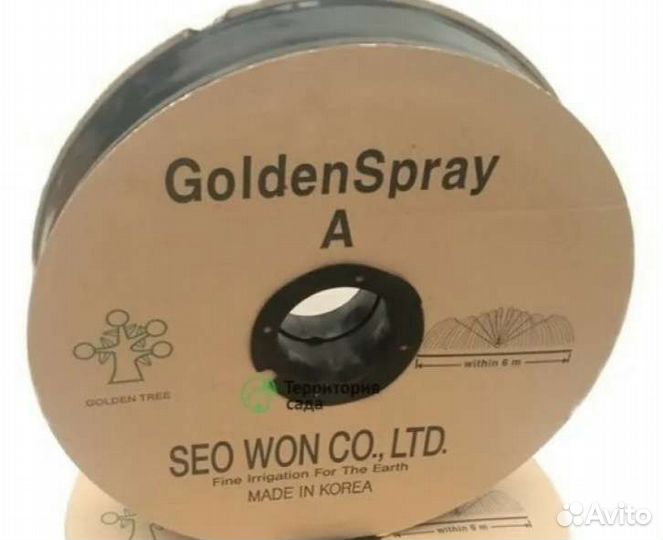 GoldenSpray
A
GOLDEN TREE
within 6 m
Территория
сада
SEO WON CO., LTD.
Fine Irrigation For The Earth
MADE IN KOREA
within 6 m
Avito